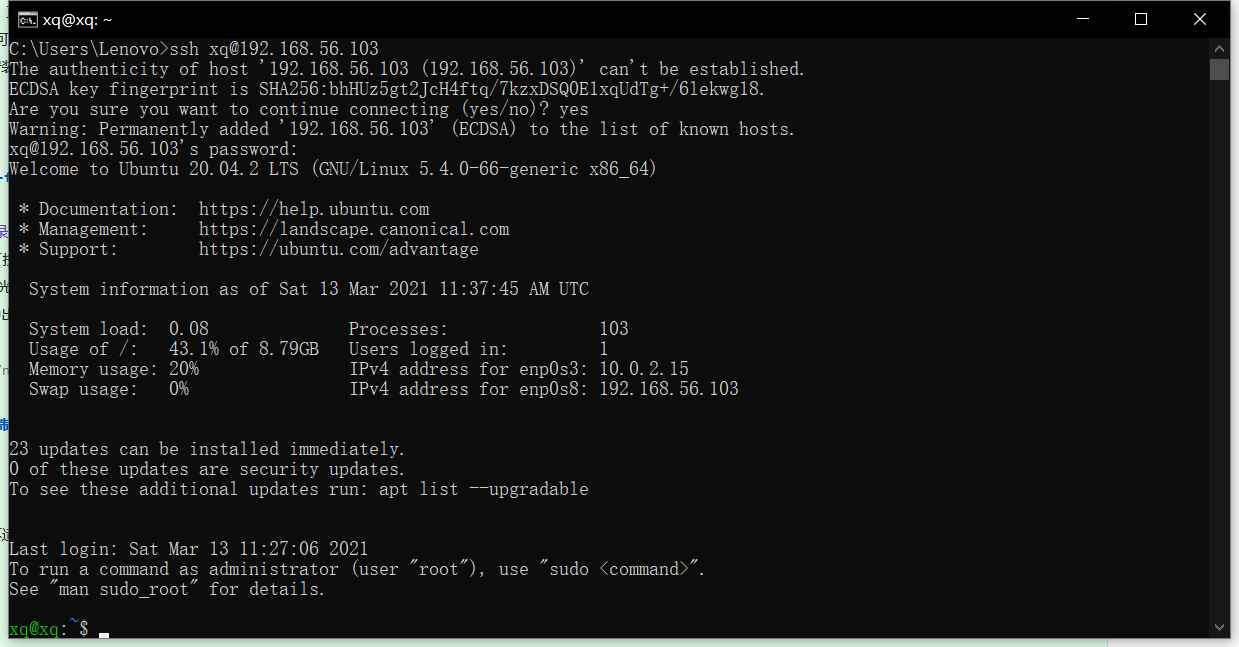 xq@xq: ~
C:\Users\Lenovo>ssh xq@192.168.56.103
The authenticity of host '192.168.56.103 (192.168.56.103)' can't be established.
ECDSA key fingerprint is SHA256:bhHUz5gt2JcH4ftq/7kzxDSQOElxqUdTg+/6lekwgl8.
Are you sure you want to continue connecting (yes/no)? yes
Warning: Permanently added '192.168.56.103' (ECDSA) to the list of known hosts.
xq@192.168.56.103's password:
Welcome to Ubuntu 20.04.2 LTS (GNU/Linux 5.4.0-66-generic x86_64)
* Documentation: https://help.ubuntu.com
* Management: https://landscape.canonical.com
* Support: https://ubuntu.com/advantage
System information as of Sat 13 Mar 2021 11:37:45 AM UTC
System load: 0.08 Processes: 103
Usage of /: 43.1% of 8.79GB Users logged in: 1
Memory usage: 20% IPv4 address for enp0s3: 10.0.2.15
Swap usage: 0% IPv4 address for enp0s8: 192.168.56.103
23 updates can be installed immediately.
0 of these updates are security updates.
To see these additional updates run: apt list --upgradable
Last login: Sat Mar 13 11:27:06 2021
To run a command as administrator (user "root"), use "sudo <command>".
See "man sudo_root" for details.
xq@xq:~$